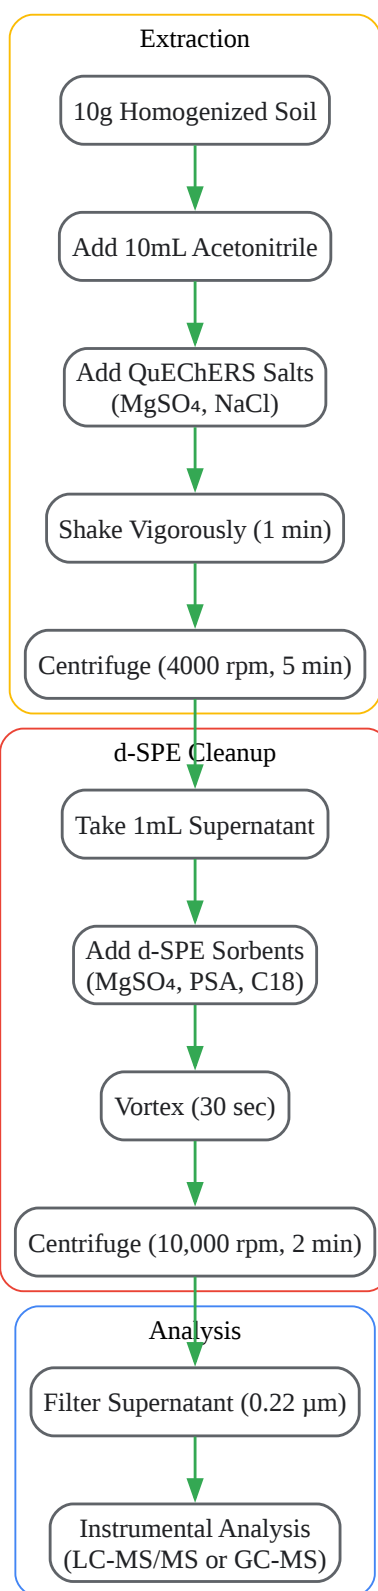 Extraction
10g Homogenized Soil
Add 10mL Acetonitrile
Add QuEChERS Salts
(MgSO₄, NaCl)
Shake Vigorously (1 min)
Centrifuge (4000 rpm, 5 min)
d-SPE Cleanup
Take 1mL Supernatant
Add d-SPE Sorbents
(MgSO₄, PSA, C18)
Vortex (30 sec)
Centrifuge (10,000 rpm, 2 min)
Analysis
Filter Supernatant (0.22 µm)
Instrumental Analysis
(LC-MS/MS or GC-MS)